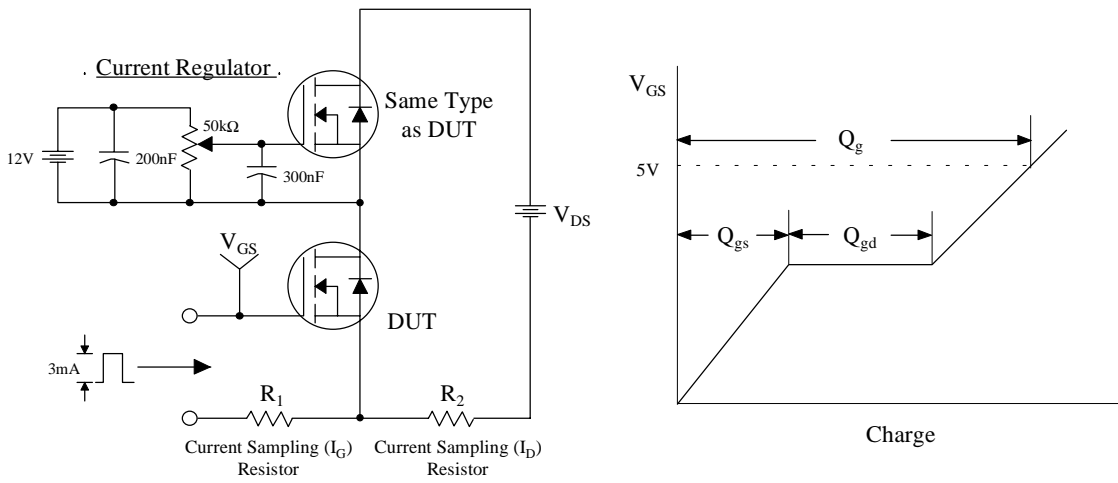 . Current Regulator .
Same Type
as DUT
50kΩ
12V
200nF
300nF
V_DS
V_GS
DUT
3mA
R_1
R_2
Current Sampling (I_G)
Resistor
Current Sampling (I_D)
Resistor
V_GS
Q_g
5V
Q_gs
Q_gd
Charge